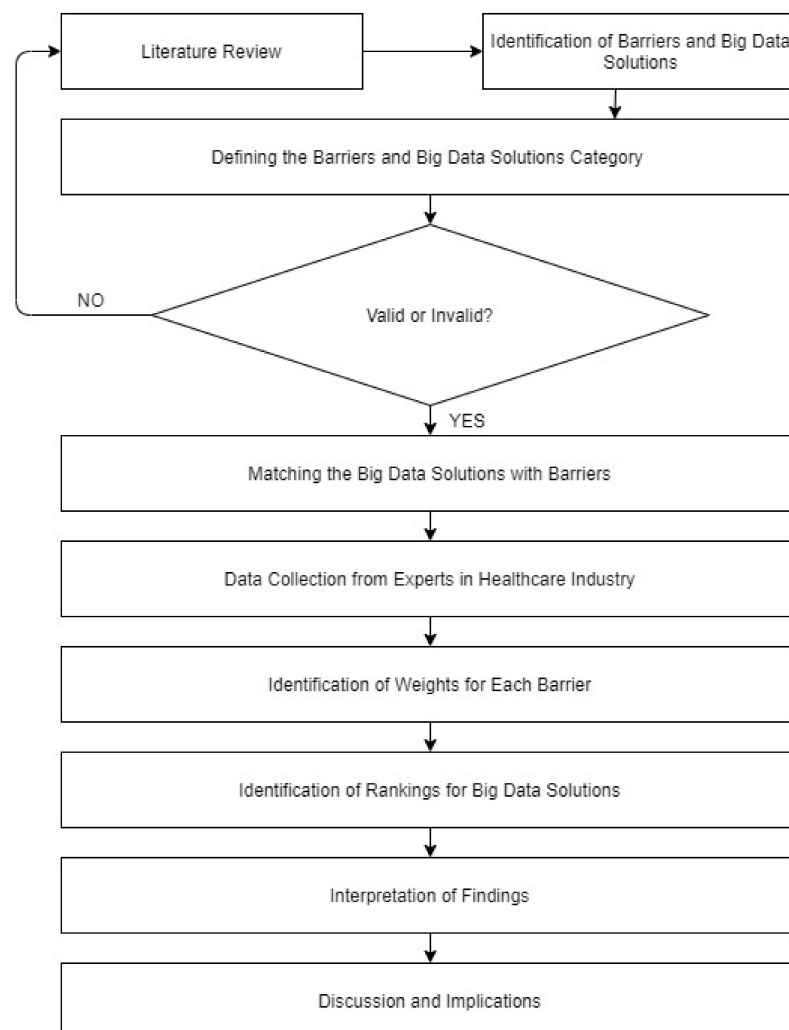 Literature Review
Identification of Barriers and Big Data
Solutions
Defining the Barriers and Big Data Solutions Category
Valid or Invalid?
NO
YES
Matching the Big Data Solutions with Barriers
Data Collection from Experts in Healthcare Industry
Identification of Weights for Each Barrier
Identification of Rankings for Big Data Solutions
Interpretation of Findings
Discussion and Implications